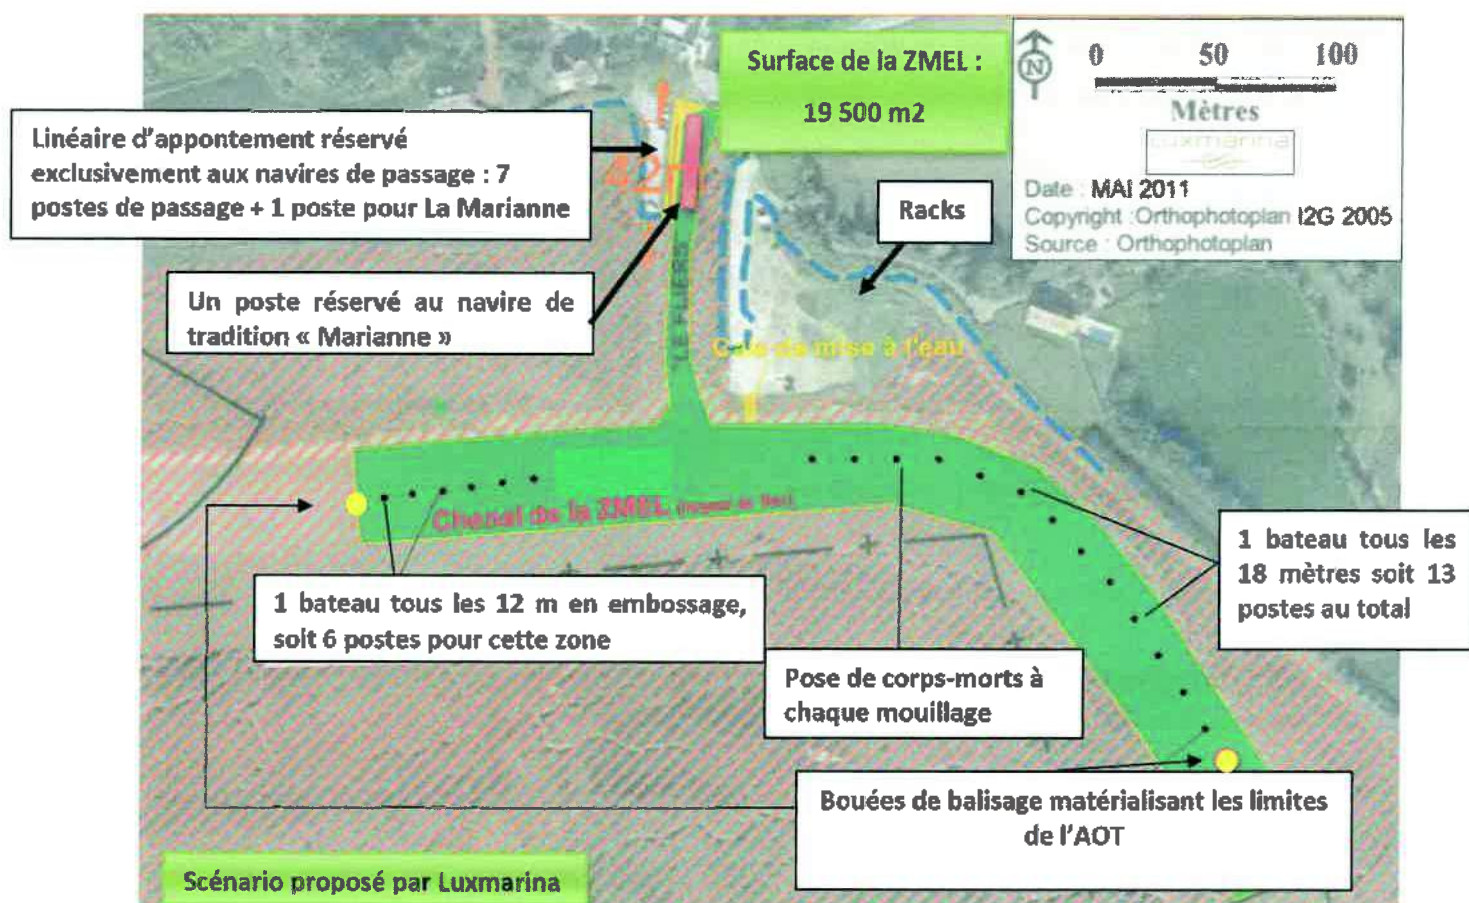 Surface de la ZMEL :
19 500 m2
0 50 100
Mètres
Luxmarina
Date : MAI 2011
Copyright : Orthophotoplan I2G 2005
Source : Orthophotoplan
N
Linéaire d'appontement réservé
exclusivement aux navires de passage : 7
postes de passage + 1 poste pour La Marianne
Racks
Un poste réservé au navire de
tradition « Marianne »
Cale de mise à l'eau
Chenal de la ZMEL
1 bateau tous les 12 m en embossage,
soit 6 postes pour cette zone
1 bateau tous les
18 mètres soit 13
postes au total
Pose de corps-morts à
chaque mouillage
Bouées de balisage matérialisant les limites
de l'AOT
Scénario proposé par Luxmarina